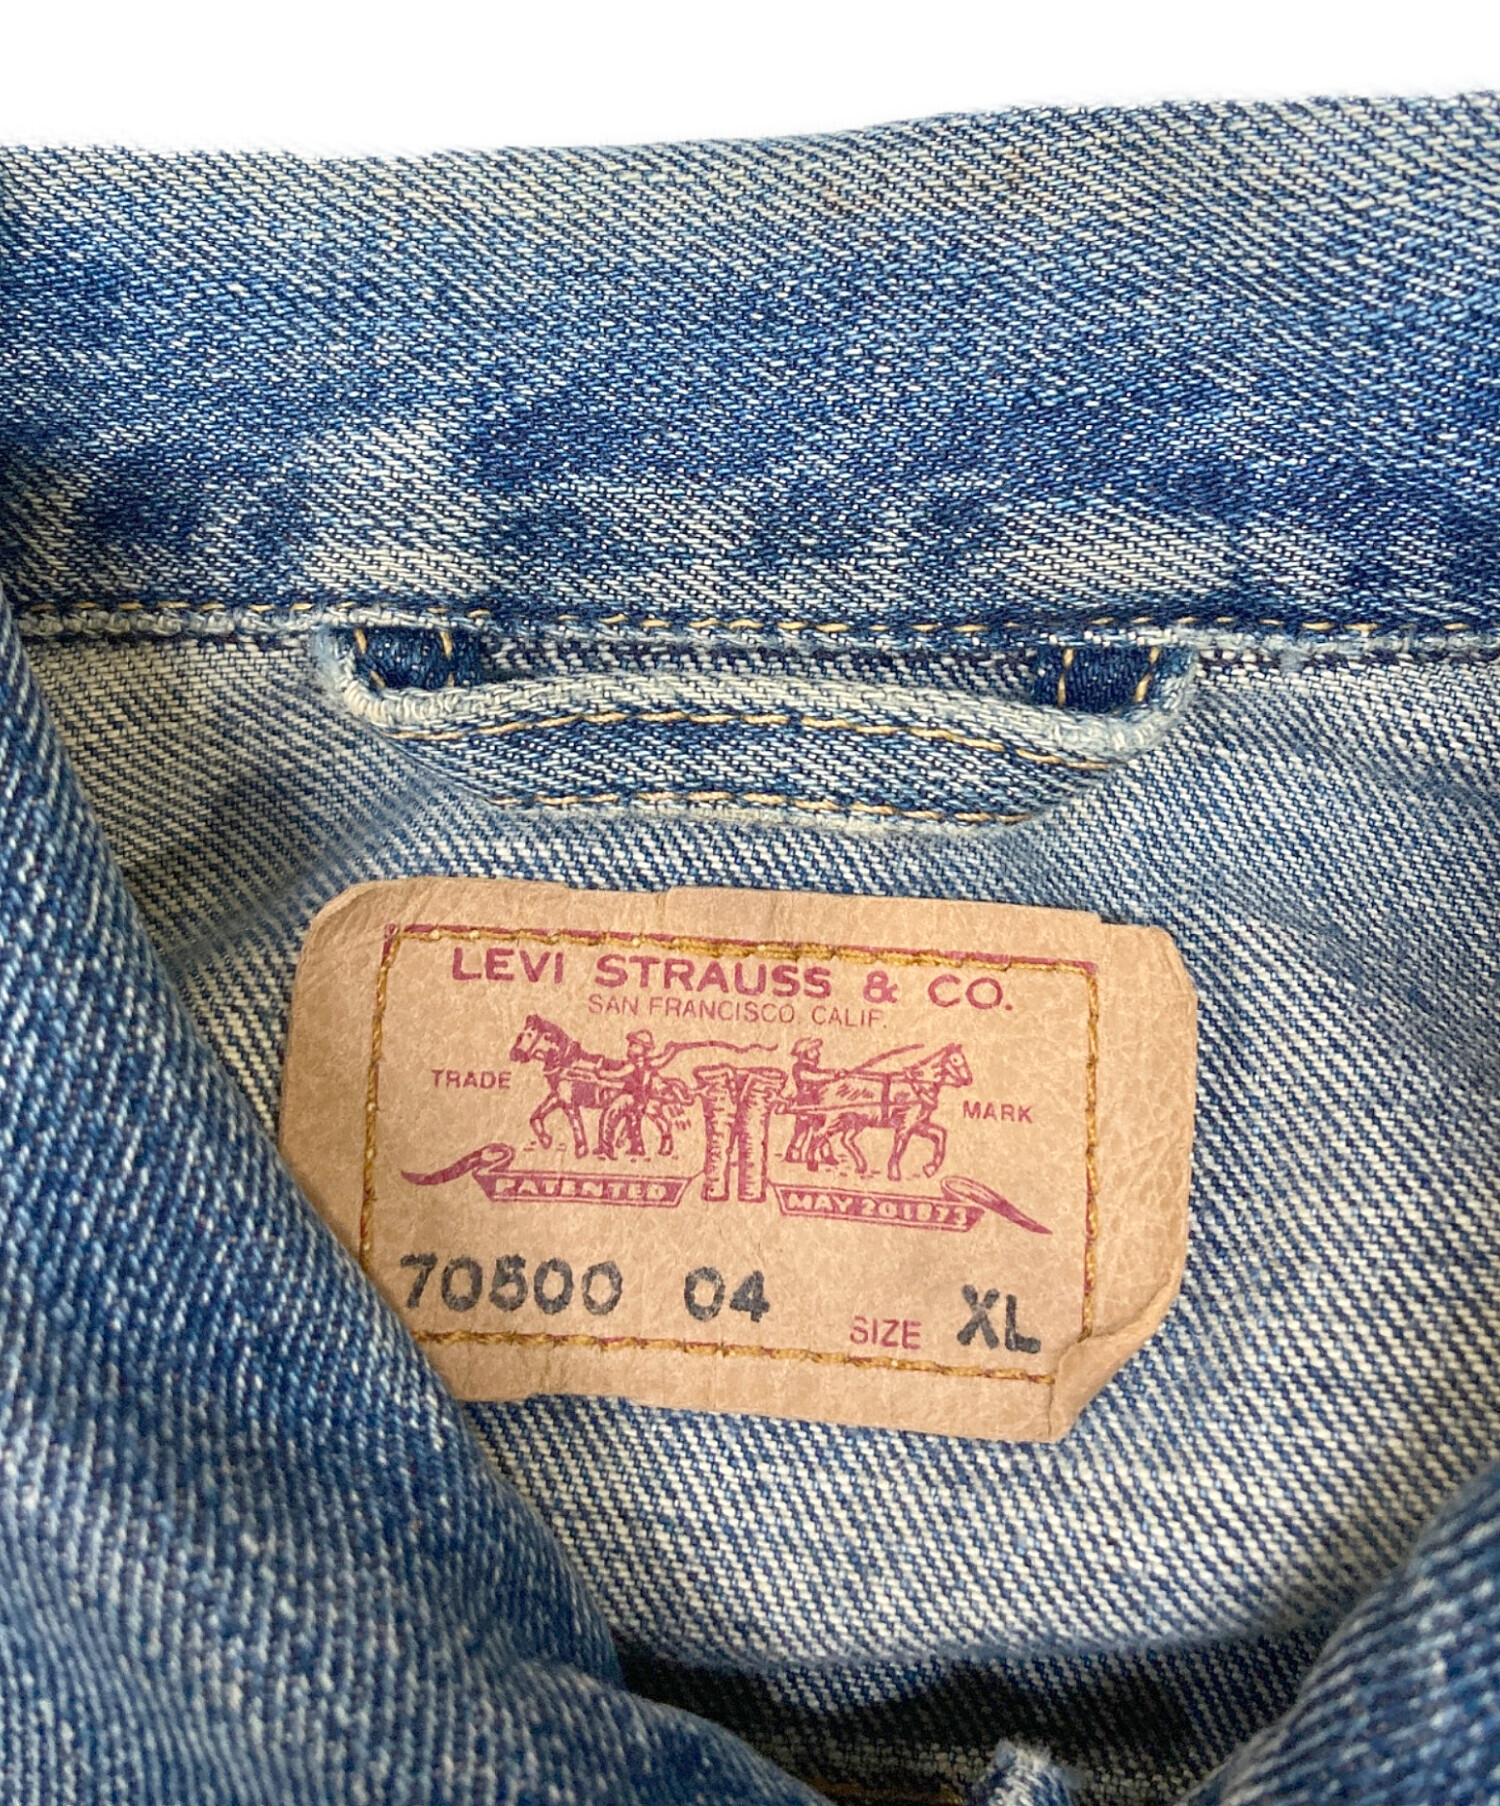 LEVI STRAUSS & CO.
SAN FRANCISCO, CALIF.
TRADE MARK
PATENTED MAY 20 1873
70500 04 SIZE XL